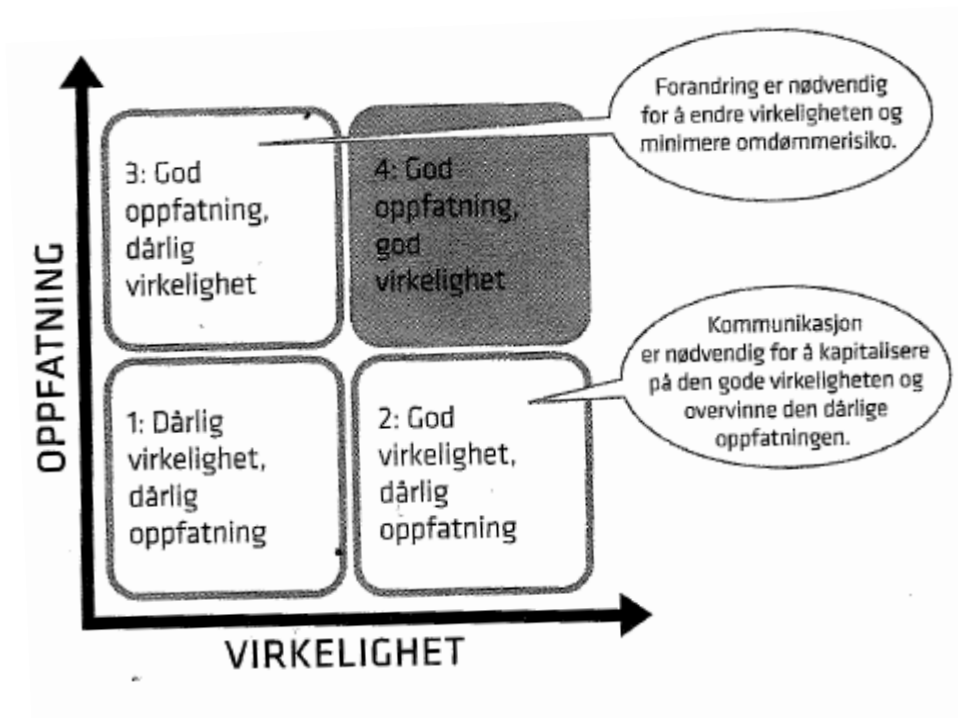 OPPFATNING
3: God
oppfatning,
dårlig
virkelighet
4: God
oppfatning,
god
virkelighet
Forandring er nødvendig
for å endre virkeligheten og
minimere omdømmerisiko.
1: Dårlig
virkelighet,
dårlig
oppfatning
2: God
virkelighet,
dårlig
oppfatning
Kommunikasjon
er nødvendig for å kapitalisere
på den gode virkeligheten og
overvinne den dårlige
oppfatningen.
VIRKELIGHET